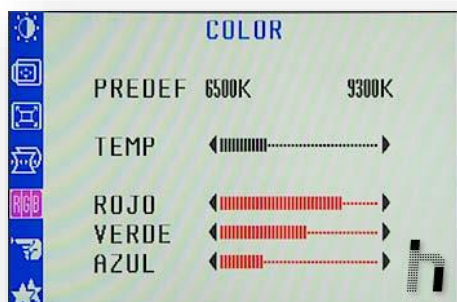 COLOR
PREDEF 6500K 9300K
TEMP
RGB
ROJO
VERDE
AZUL
h